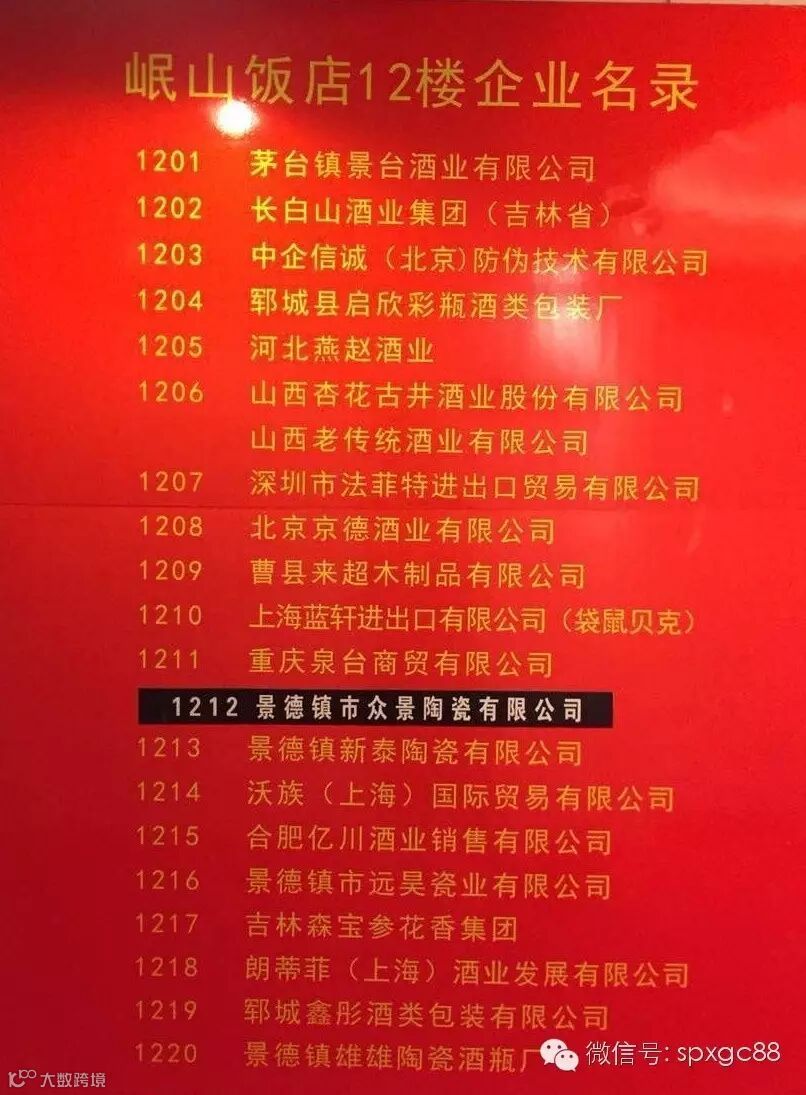 岷山饭店12楼企业名录
1201 茅台镇景台酒业有限公司
1202 长白山酒业集团（吉林省）
1203 中企信诚（北京)防伪技术有限公司
1204 郓城县启欣彩瓶酒类包装厂
1205 河北燕赵酒业
1206 山西杏花古井酒业股份有限公司
山西老传统酒业有限公司
1207 深圳市法菲特进出口贸易有限公司
1208 北京京德酒业有限公司
1209 曹县来超木制品有限公司
1210 上海蓝轩进出口有限公司（袋鼠贝克）
1211 重庆泉台商贸有限公司
1212 景德镇市众景陶瓷有限公司
1213 景德镇新泰陶瓷有限公司
1214 沃族（上海）国际贸易有限公司
1215 合肥亿川酒业销售有限公司
1216 景德镇市远昊瓷业有限公司
1217 吉林森宝参花香集团
1218 朗蒂菲（上海）酒业发展有限公司
1219 郓城鑫彤酒类包装有限公司
1220 景德镇雄雄陶瓷酒瓶厂
微信号: spxgc88
大数跨境